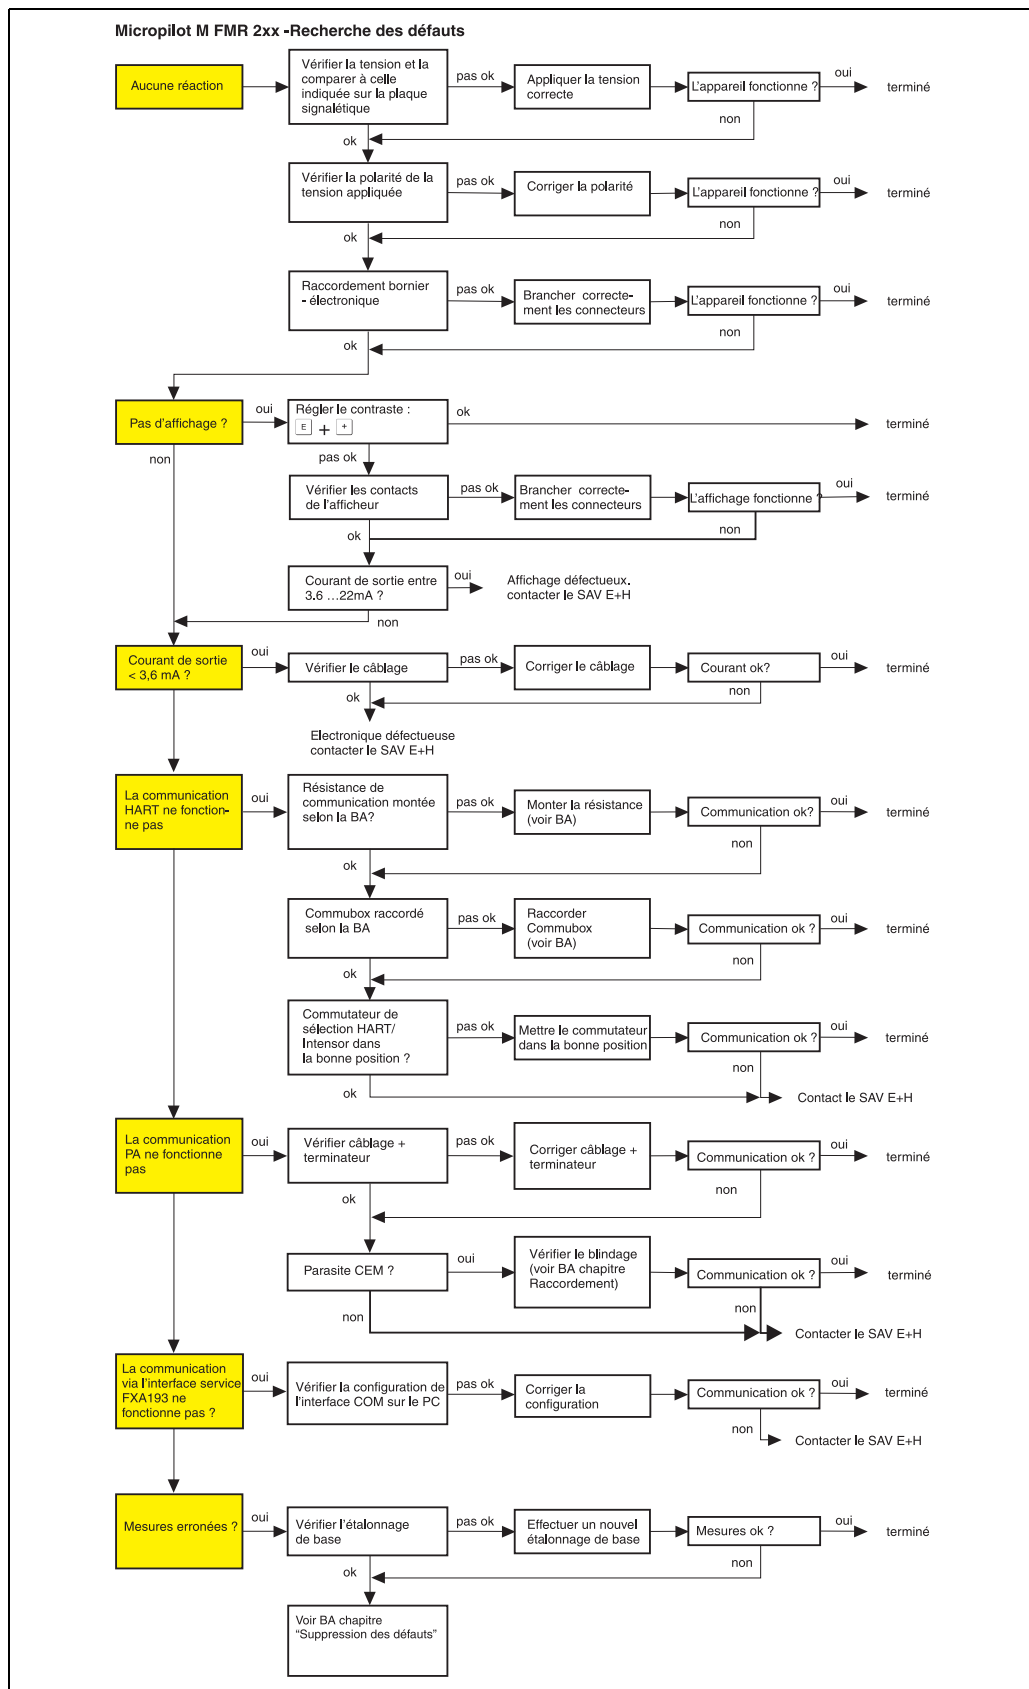 Micropilot M FMR 2xx -Recherche des défauts
Aucune réaction
Vérifier la tension et la
comparer à celle
indiquée sur la plaque
signalétique
pas ok
Appliquer la tension
correcte
L'appareil fonctionne ?
oui
terminé
non
ok
Vérifier la polarité de la
tension appliquée
pas ok
Corriger la polarité
L'appareil fonctionne ?
oui
terminé
non
ok
Raccordement bornier
- électronique
pas ok
Brancher correcte-
ment les connecteurs
L'appareil fonctionne ?
oui
terminé
non
ok
Pas d'affichage ?
oui
Régler le contraste :
E + +
ok
terminé
non
pas ok
Vérifier les contacts
de l'afficheur
pas ok
Brancher correcte-
ment les connecteurs
L'affichage fonctionne ?
oui
terminé
non
ok
Courant de sortie entre
3.6 ...22mA ?
oui
Affichage défectueux.
contacter le SAV E+H
non
Courant de sortie
< 3,6 mA ?
oui
Vérifier le câblage
pas ok
Corriger le câblage
Courant ok?
oui
terminé
non
ok
Electronique défectueuse
contacter le SAV E+H
La communication
HART ne fonction-
ne pas
oui
Résistance de
communication montée
selon la BA?
pas ok
Monter la résistance
(voir BA)
Communication ok?
oui
terminé
non
ok
Commubox raccordé
selon la BA
pas ok
Raccorder
Commubox
(voir BA)
Communication ok ?
oui
terminé
non
ok
Commutateur de
sélection HART/
Intensor dans
la bonne position ?
pas ok
Mettre le commutateur
dans la bonne position
Communication ok ?
oui
terminé
non
ok
Contact le SAV E+H
La communication
PA ne fonctionne
pas
oui
Vérifier câblage +
terminateur
pas ok
Corriger câblage +
terminateur
Communication ok ?
oui
terminé
non
ok
Parasite CEM ?
oui
Vérifier le blindage
(voir BA chapitre
Raccordement)
Communication ok ?
oui
terminé
non
non
Contacter le SAV E+H
La communication
via l'interface service
FXA193 ne
fonctionne pas ?
oui
Vérifier la configuration de
l'interface COM sur le PC
pas ok
Corriger la
configuration
Communication ok ?
oui
terminé
non
Contacter le SAV E+H
Mesures erronées ?
oui
Vérifier l'étalonnage
de base
pas ok
Effectuer un nouvel
étalonnage de base
Mesures ok ?
oui
terminé
non
ok
Voir BA chapitre
"Suppression des défauts"